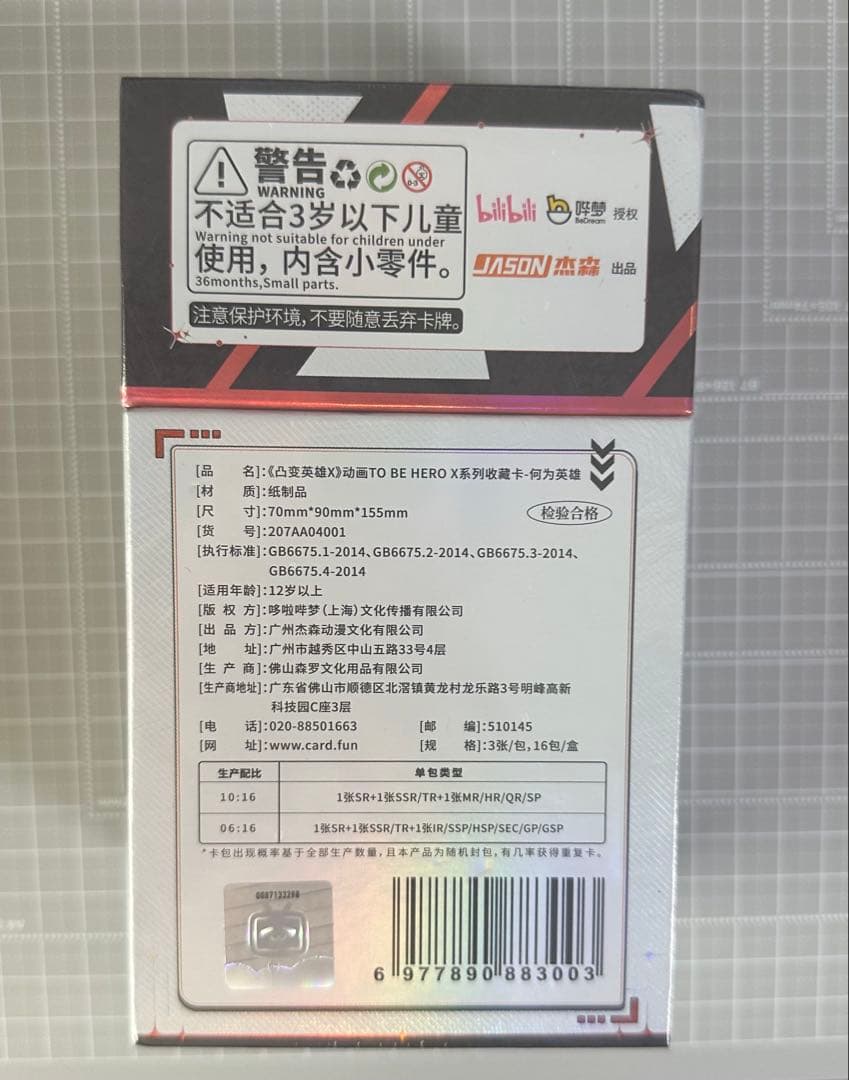 警告
WARNING
0-3
不适合3岁以下儿童
Warning not suitable for children under
使用，内含小零件。
36months,Small parts.
注意保护环境,不要随意丢弃卡牌。
bilibili 哔梦 授权
BeDream
JASON杰森 出品
[品 名]:《凸变英雄X》动画TO BE HERO X系列收藏卡-何为英雄
[材 质]:纸制品
[尺 寸]:70mm*90mm*155mm
检验合格
[货 号]:207AA04001
[执行标准]:GB6675.1-2014、GB6675.2-2014、GB6675.3-2014、
GB6675.4-2014
[适用年龄]:12岁以上
[版 权 方]:哆啦哔梦(上海)文化传播有限公司
[出 品 方]:广州杰森动漫文化有限公司
[地 址]:广州市越秀区中山五路33号4层
[生 产 商]:佛山森罗文化用品有限公司
[生产商地址]:广东省佛山市顺德区北滘镇黄龙村龙乐路3号明峰高新
科技园C座3层
[电 话]:020-88501663 [邮 编]:510145
[网 址]:www.card.fun [规 格]:3张/包,16包/盒
生产配比 单包类型
10:16 1张SR+1张SSR/TR+1张MR/HR/QR/SP
06:16 1张SR+1张SSR/TR+1张IR/SSP/HSP/SEC/GP/GSP
*卡包出现概率基于全部生产数量,且本产品为随机封包,有几率获得重复卡。
6 977890 883003